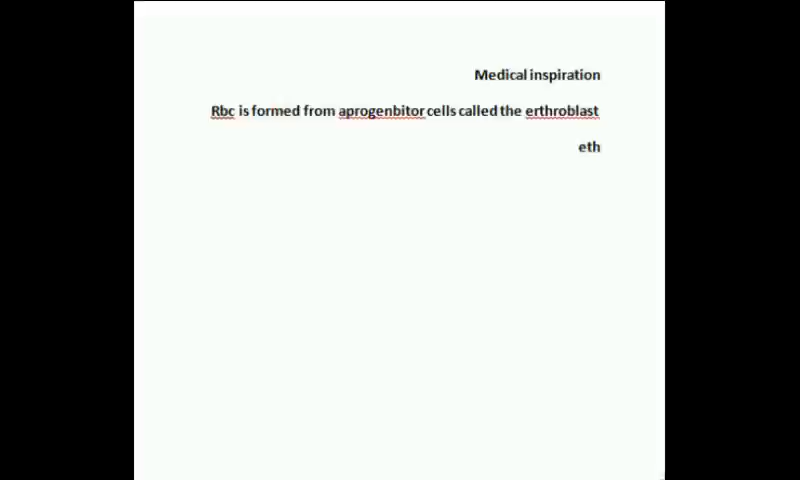 Medical inspiration
Rbc is formed from aprogenbitor cells called the erthroblast
eth